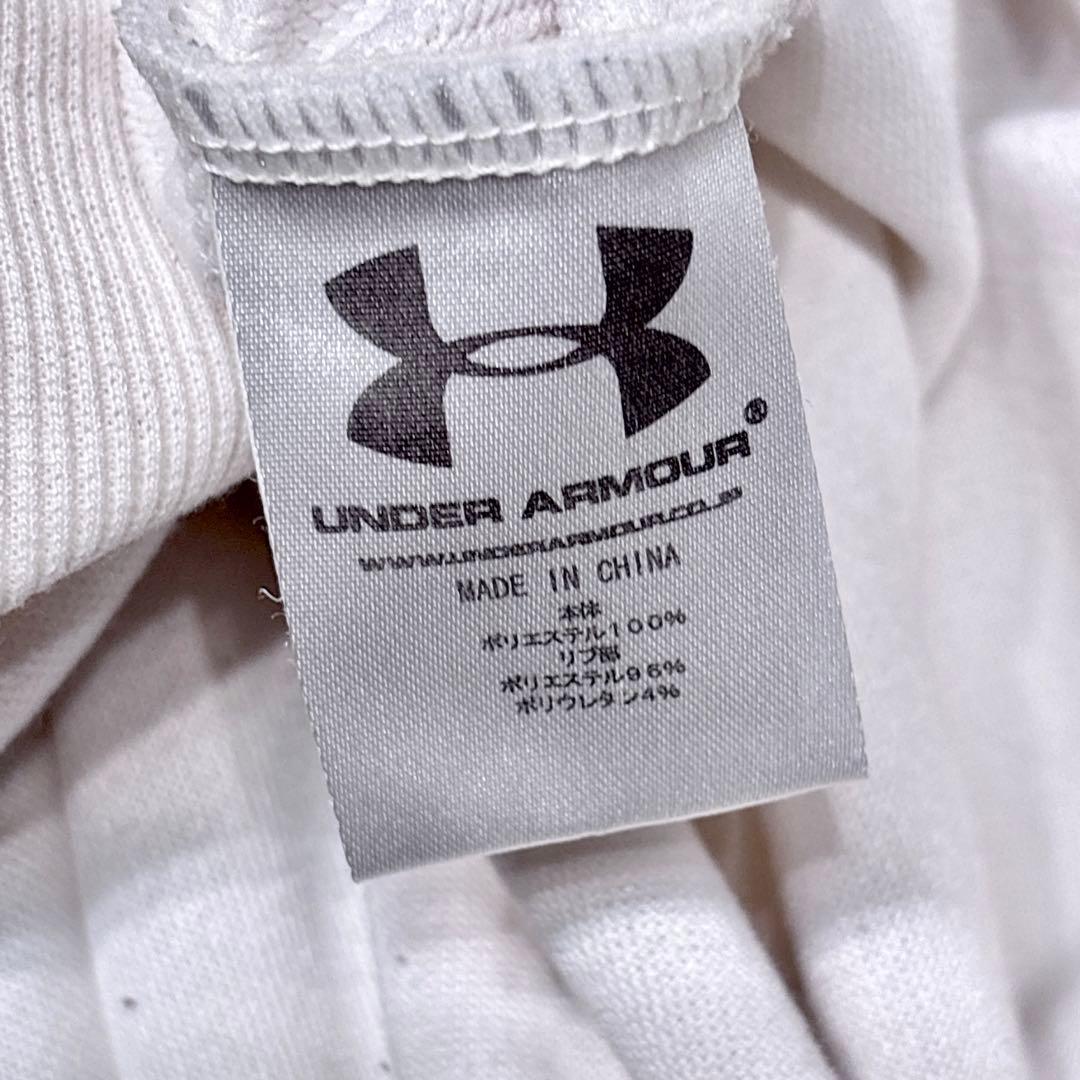 UNDER ARMOUR®
WWW.UNDERARMOUR.CO.JP
MADE IN CHINA
本体
ポリエステル100%
リブ部
ポリエステル96%
ポリウレタン4%